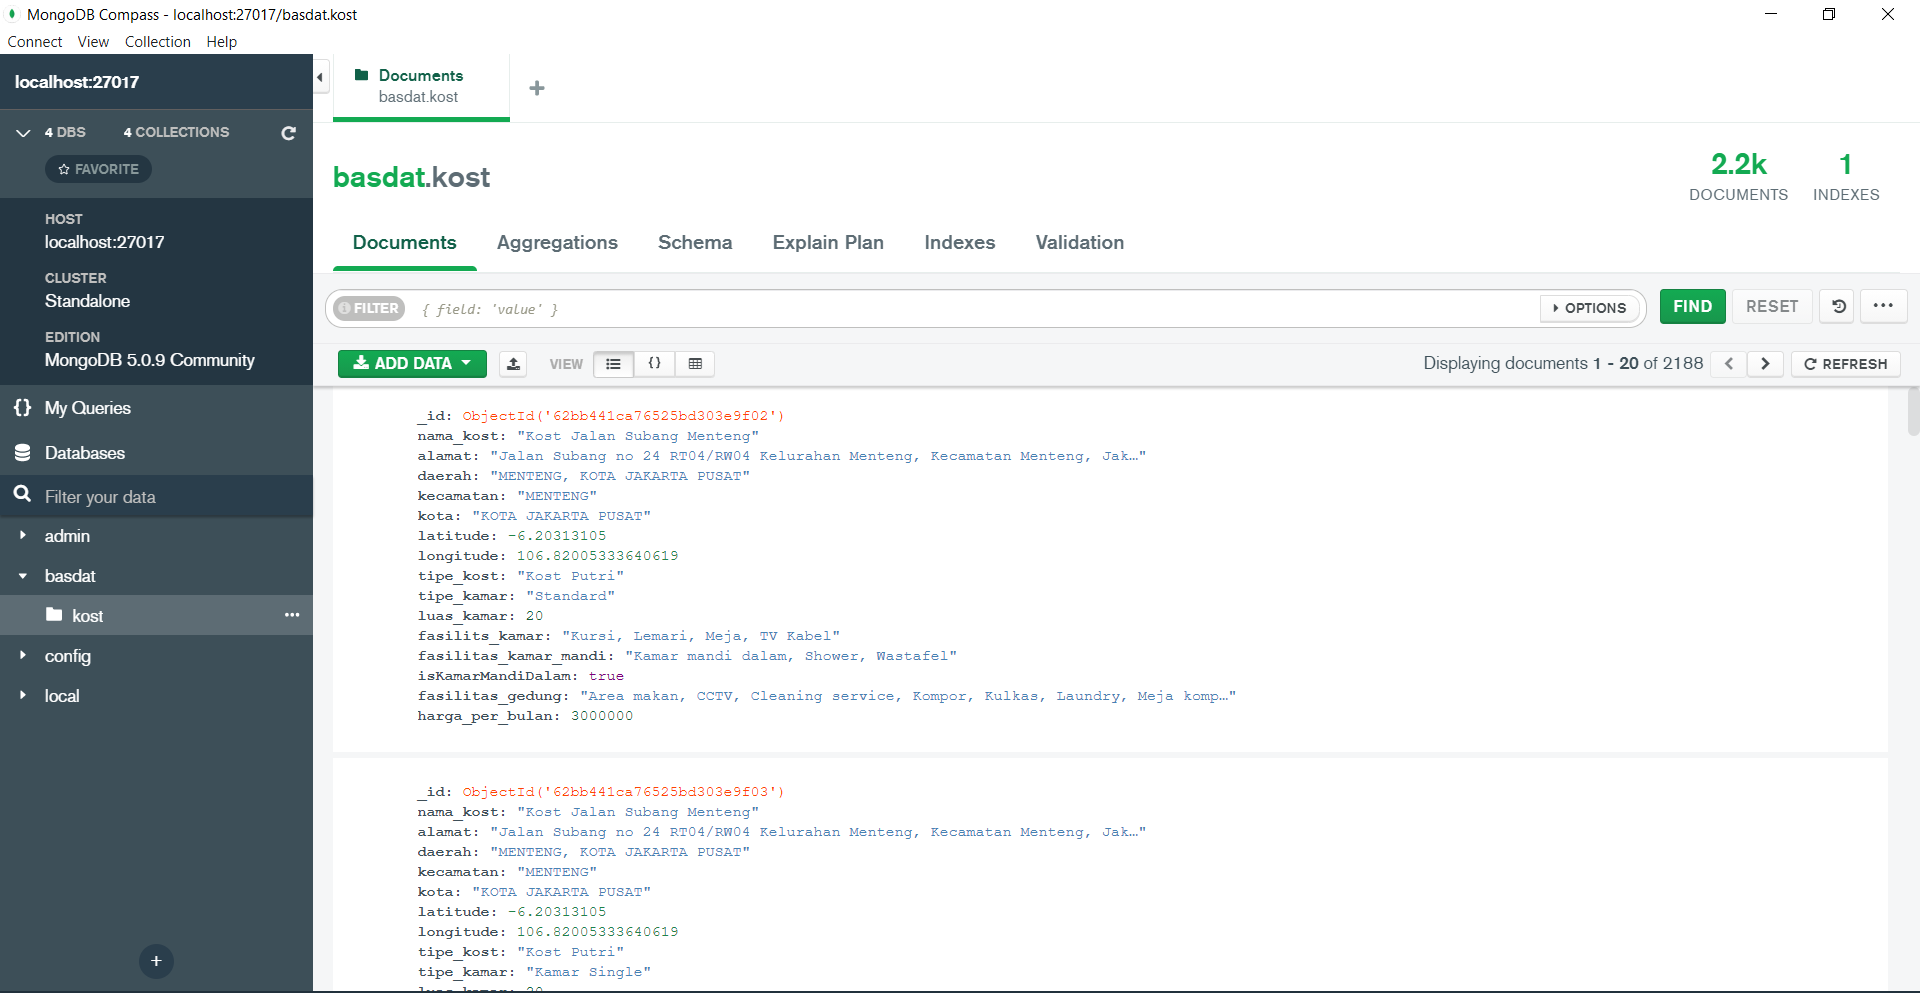 MongoDB Compass - localhost:27017/basdat.kost
Connect View Collection Help
localhost:27017
4 DBS 4 COLLECTIONS
FAVORITE
HOST
localhost:27017
CLUSTER
Standalone
EDITION
MongoDB 5.0.9 Community
{} My Queries
Databases
Filter your data
admin
basdat
kost
config
local
Documents
basdat.kost
basdat.kost
2.2k
DOCUMENTS
1
INDEXES
Documents Aggregations Schema Explain Plan Indexes Validation
FILTER { field: 'value' } OPTIONS FIND RESET
ADD DATA VIEW {} Displaying documents 1 - 20 of 2188 REFRESH
_id: ObjectId('62bb441ca76525bd303e9f02')
nama_kost: "Kost Jalan Subang Menteng"
alamat: "Jalan Subang no 24 RT04/RW04 Kelurahan Menteng, Kecamatan Menteng, Jak…"
daerah: "MENTENG, KOTA JAKARTA PUSAT"
kecamatan: "MENTENG"
kota: "KOTA JAKARTA PUSAT"
latitude: -6.20313105
longitude: 106.82005333640619
tipe_kost: "Kost Putri"
tipe_kamar: "Standard"
luas_kamar: 20
fasilits_kamar: "Kursi, Lemari, Meja, TV Kabel"
fasilitas_kamar_mandi: "Kamar mandi dalam, Shower, Wastafel"
isKamarMandiDalam: true
fasilitas_gedung: "Area makan, CCTV, Cleaning service, Kompor, Kulkas, Laundry, Meja komp…"
harga_per_bulan: 3000000
_id: ObjectId('62bb441ca76525bd303e9f03')
nama_kost: "Kost Jalan Subang Menteng"
alamat: "Jalan Subang no 24 RT04/RW04 Kelurahan Menteng, Kecamatan Menteng, Jak…"
daerah: "MENTENG, KOTA JAKARTA PUSAT"
kecamatan: "MENTENG"
kota: "KOTA JAKARTA PUSAT"
latitude: -6.20313105
longitude: 106.82005333640619
tipe_kost: "Kost Putri"
tipe_kamar: "Kamar Single"
luas_kamar: 20